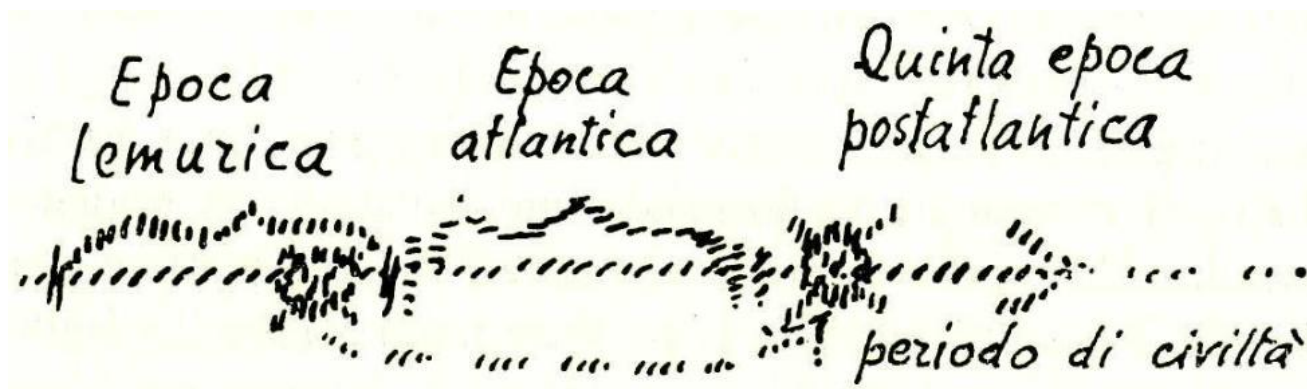 Epoca
lemurica
Epoca
atlantica
Quinta epoca
postatlantica
periodo di civiltà